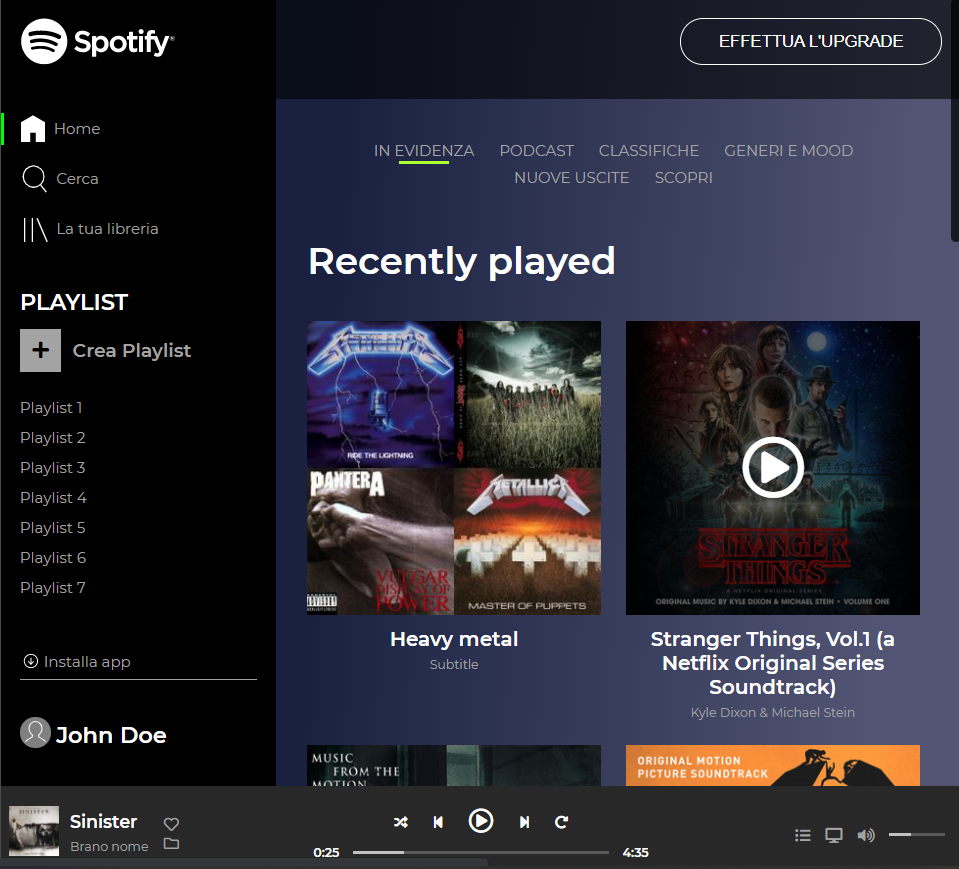 Spotify®
EFFETTUA L'UPGRADE
Home
Cerca
La tua libreria
PLAYLIST
Crea Playlist
Playlist 1
Playlist 2
Playlist 3
Playlist 4
Playlist 5
Playlist 6
Playlist 7
Installa app
John Doe
IN EVIDENZA PODCAST CLASSIFICHE GENERI E MOOD
NUOVE USCITE SCOPRI
Recently played
METALLICA
RIDE THE LIGHTNING
PANTERA
VULGAR
DISPLAY OF
POWER
METALLICA
MASTER OF PUPPETS
Heavy metal
Subtitle
STRANGER
THINGS
A NETFLIX ORIGINAL SERIES
ORIGINAL MUSIC BY KYLE DIXON & MICHAEL STEIN • VOLUME ONE
Stranger Things, Vol.1 (a
Netflix Original Series
Soundtrack)
Kyle Dixon & Michael Stein
MUSIC
FROM THE
MOTION
ORIGINAL MOTION
PICTURE SOUNDTRACK
SINISTER
Sinister
Brano nome
0:25
4:35